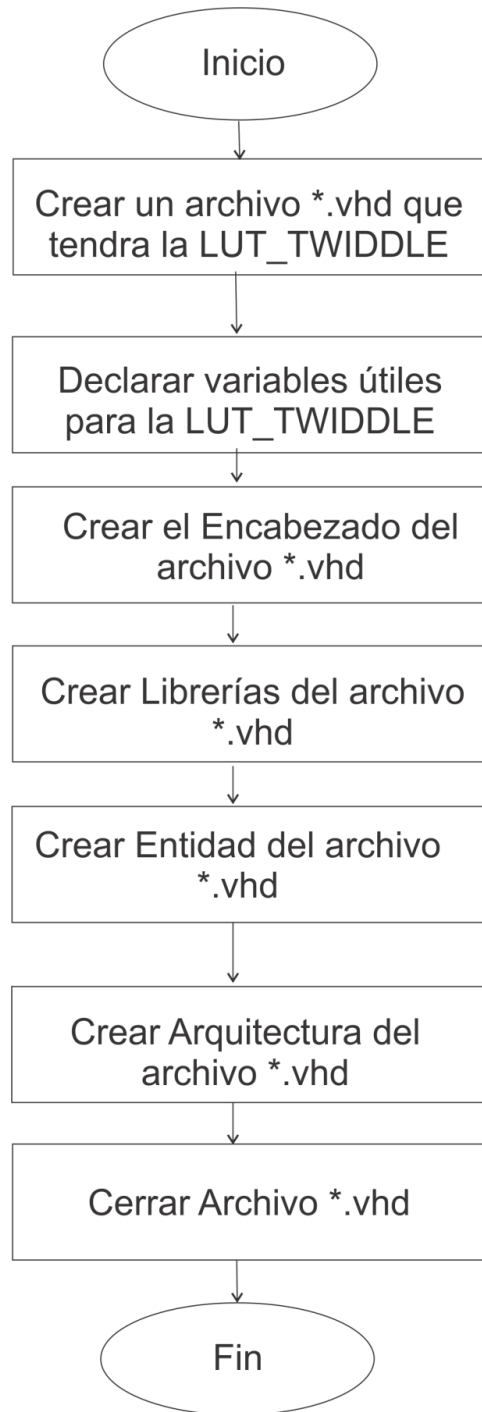 Inicio
Crear un archivo *.vhd que
tendra la LUT_TWIDDLE
Declarar variables útiles
para la LUT_TWIDDLE
Crear el Encabezado del
archivo *.vhd
Crear Librerías del archivo
*.vhd
Crear Entidad del archivo
*.vhd
Crear Arquitectura del
archivo *.vhd
Cerrar Archivo *.vhd
Fin